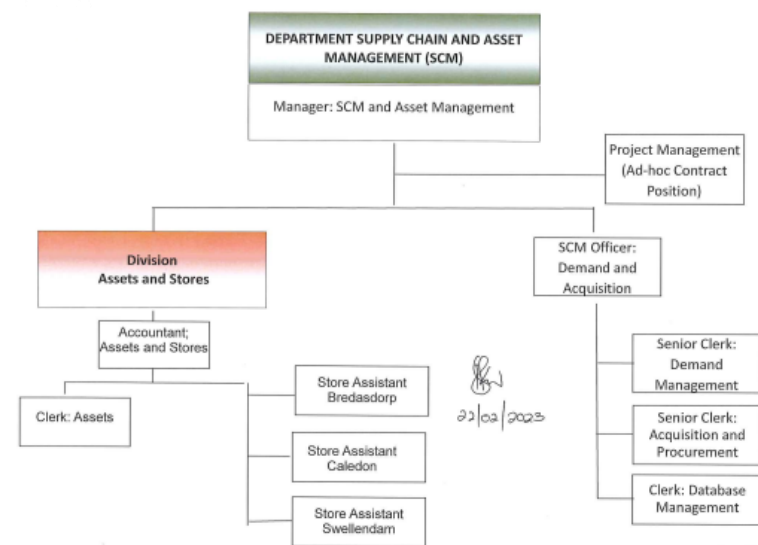 DEPARTMENT SUPPLY CHAIN AND ASSET
MANAGEMENT (SCM)
Manager: SCM and Asset Management
Project Management
(Ad-hoc Contract
Position)
Division
Assets and Stores
SCM Officer:
Demand and
Acquisition
Accountant;
Assets and Stores
Clerk: Assets
Store Assistant
Bredasdorp
Store Assistant
Caledon
Store Assistant
Swellendam
22/02/2023
Senior Clerk:
Demand
Management
Senior Clerk:
Acquisition and
Procurement
Clerk: Database
Management